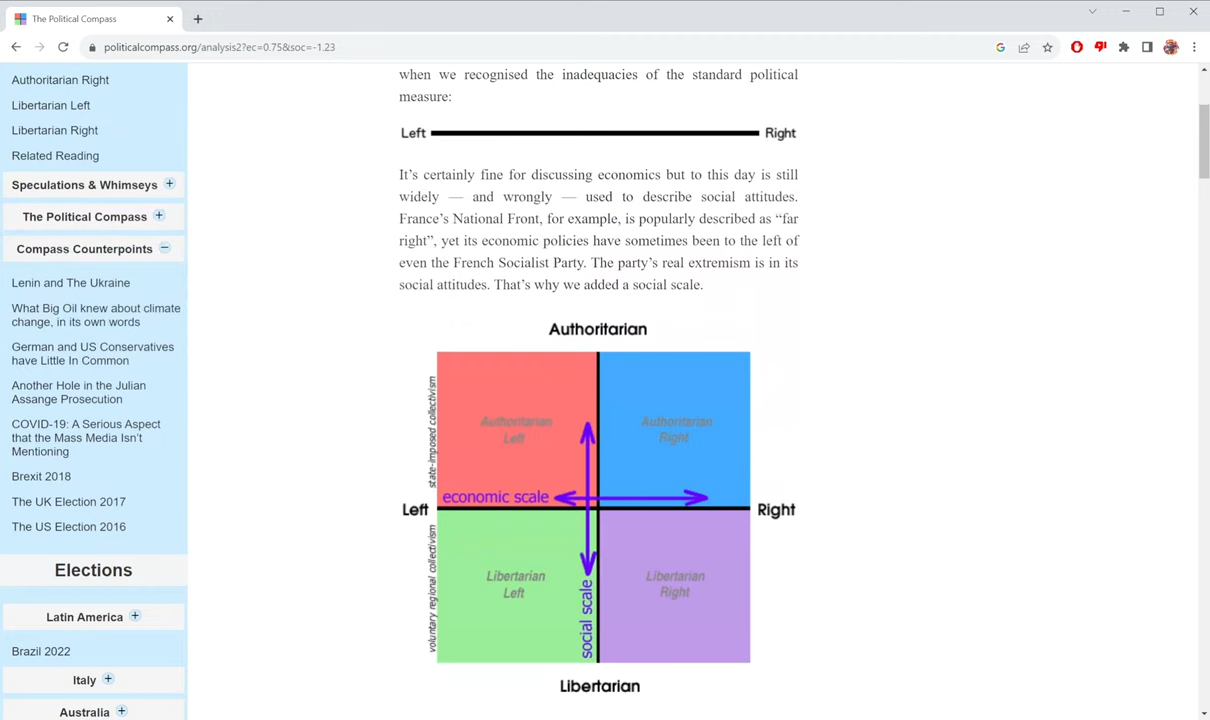 The Political Compass
politicalcompass.org/analysis2?ec=0.75&soc=-1.23
Authoritarian Right
Libertarian Left
Libertarian Right
Related Reading
Speculations & Whimseys
The Political Compass
Compass Counterpoints
Lenin and The Ukraine
What Big Oil knew about climate
change, in its own words
German and US Conservatives
have Little In Common
Another Hole in the Julian
Assange Prosecution
COVID-19: A Serious Aspect
that the Mass Media Isn't
Mentioning
Brexit 2018
The UK Election 2017
The US Election 2016
Elections
Latin America
Brazil 2022
Italy
Australia
when we recognised the inadequacies of the standard political
measure:
Left Right
It’s certainly fine for discussing economics but to this day is still
widely — and wrongly — used to describe social attitudes.
France’s National Front, for example, is popularly described as “far
right”, yet its economic policies have sometimes been to the left of
even the French Socialist Party. The party’s real extremism is in its
social attitudes. That’s why we added a social scale.
Authoritarian
state-imposed collectivism
Authoritarian
Left
Authoritarian
Right
economic scale
Left
Right
voluntary regional collectivism
Libertarian
Left
social scale
Libertarian
Right
Libertarian